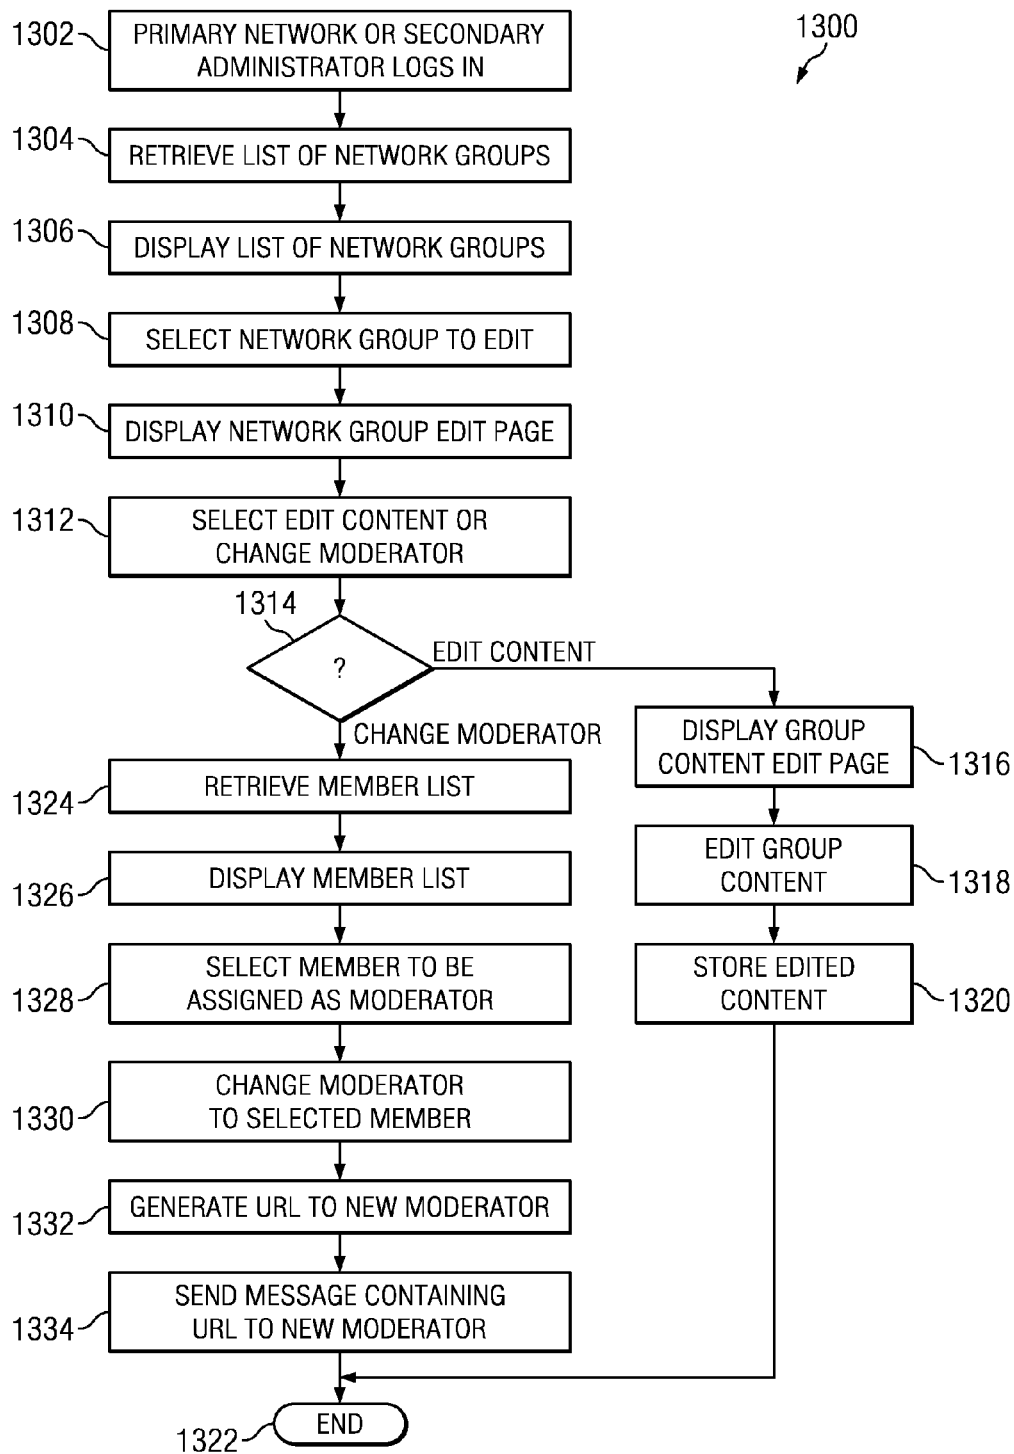 1300
1302
PRIMARY NETWORK OR SECONDARY
ADMINISTRATOR LOGS IN
1304
RETRIEVE LIST OF NETWORK GROUPS
1306
DISPLAY LIST OF NETWORK GROUPS
1308
SELECT NETWORK GROUP TO EDIT
1310
DISPLAY NETWORK GROUP EDIT PAGE
1312
SELECT EDIT CONTENT OR
CHANGE MODERATOR
1314
?
EDIT CONTENT
CHANGE MODERATOR
DISPLAY GROUP
CONTENT EDIT PAGE
1316
EDIT GROUP
CONTENT
1318
STORE EDITED
CONTENT
1320
1324
RETRIEVE MEMBER LIST
1326
DISPLAY MEMBER LIST
1328
SELECT MEMBER TO BE
ASSIGNED AS MODERATOR
1330
CHANGE MODERATOR
TO SELECTED MEMBER
1332
GENERATE URL TO NEW MODERATOR
1334
SEND MESSAGE CONTAINING
URL TO NEW MODERATOR
1322
END